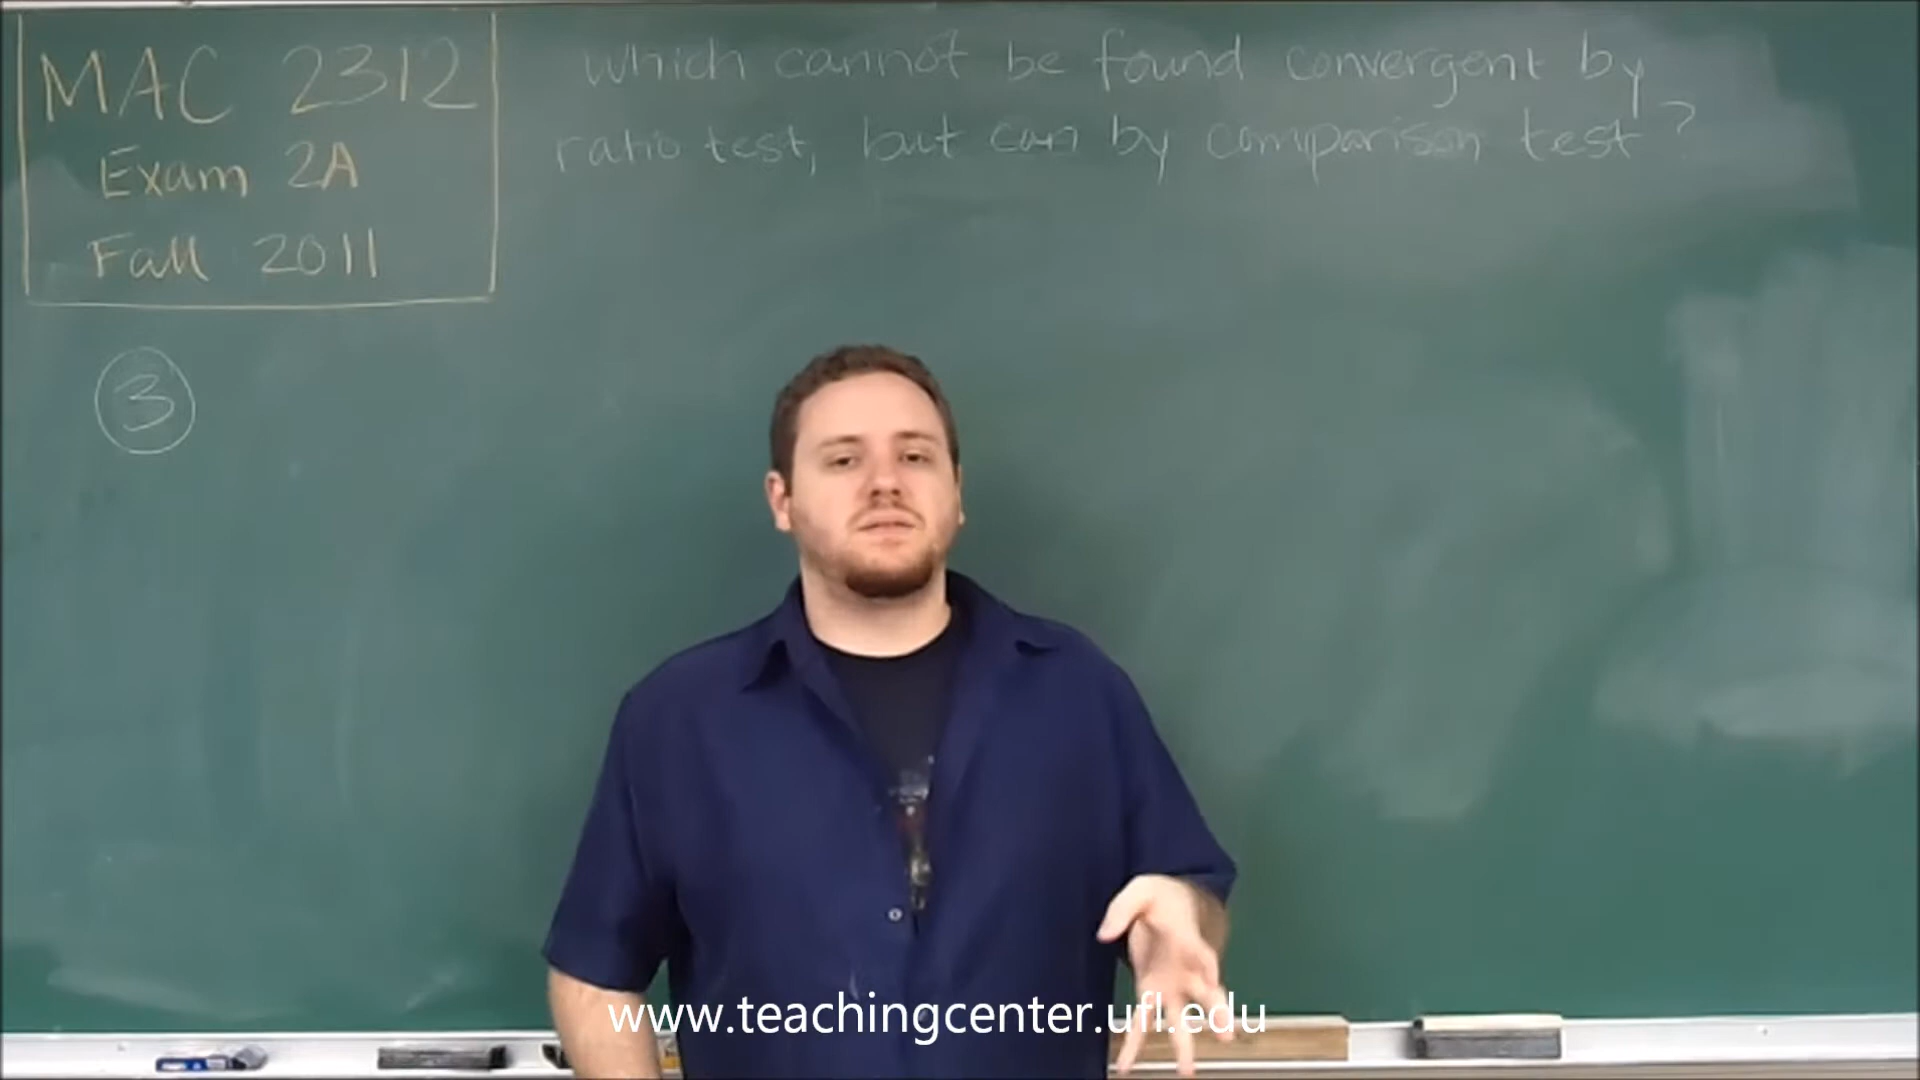 MAC 2312
Exam 2A
Fall 2011
which cannot be found convergent by
ratio test, but can by comparison test?
3
www.teachingcenter.ufl.edu